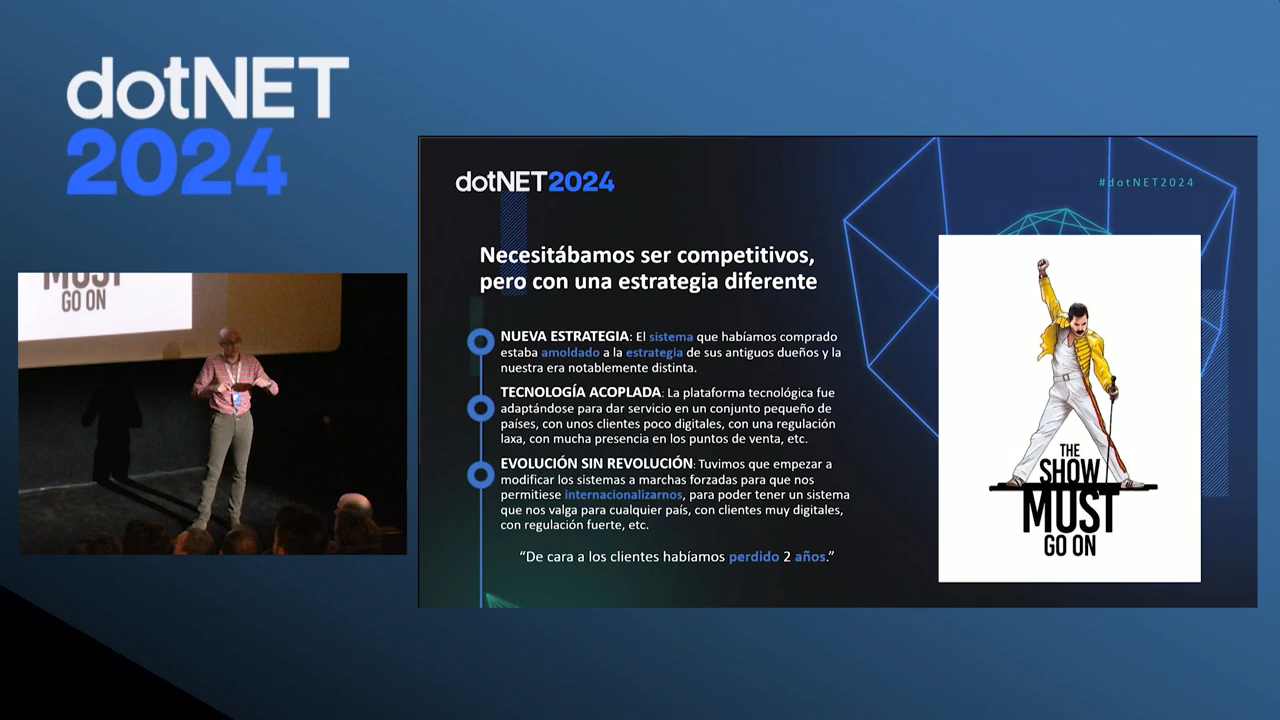 dotNET
2024
MUST
GO ON
dotNET2024
#dotNET2024
Necesitábamos ser competitivos,
pero con una estrategia diferente
NUEVA ESTRATEGIA: El sistema que habíamos comprado
estaba amoldado a la estrategia de sus antiguos dueños y la
nuestra era notablemente distinta.
TECNOLOGÍA ACOPLADA: La plataforma tecnológica fue
adaptándose para dar servicio en un conjunto pequeño de
países, con unos clientes poco digitales, con una regulación
laxa, con mucha presencia en los puntos de venta, etc.
EVOLUCIÓN SIN REVOLUCIÓN: Tuvimos que empezar a
modificar los sistemas a marchas forzadas para que nos
permitiese internacionalizarnos, para poder tener un sistema
que nos valga para cualquier país, con clientes muy digitales,
con regulación fuerte, etc.
“De cara a los clientes habíamos perdido 2 años.”
THE
SHOW
MUST
GO ON